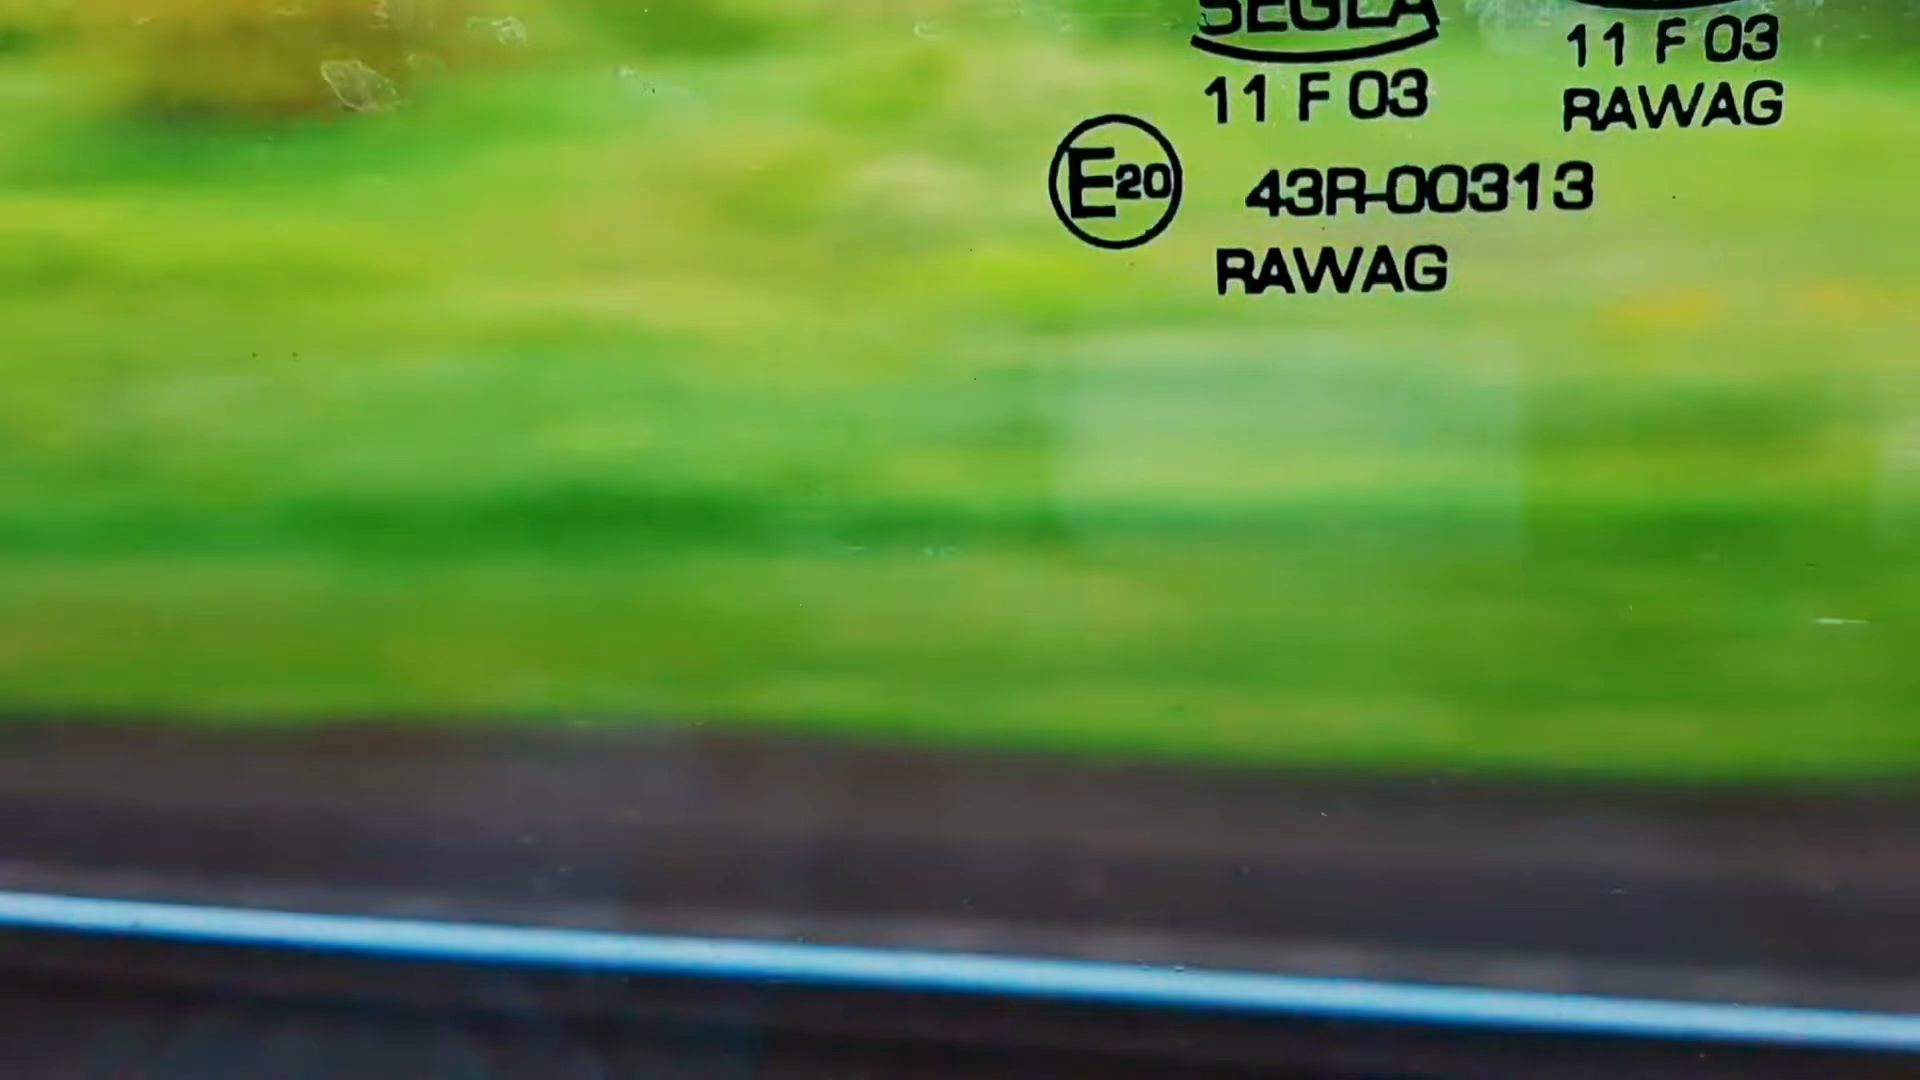 SEGLA
11 F 03
E20 43R-00313
RAWAG
11 F 03
RAWAG